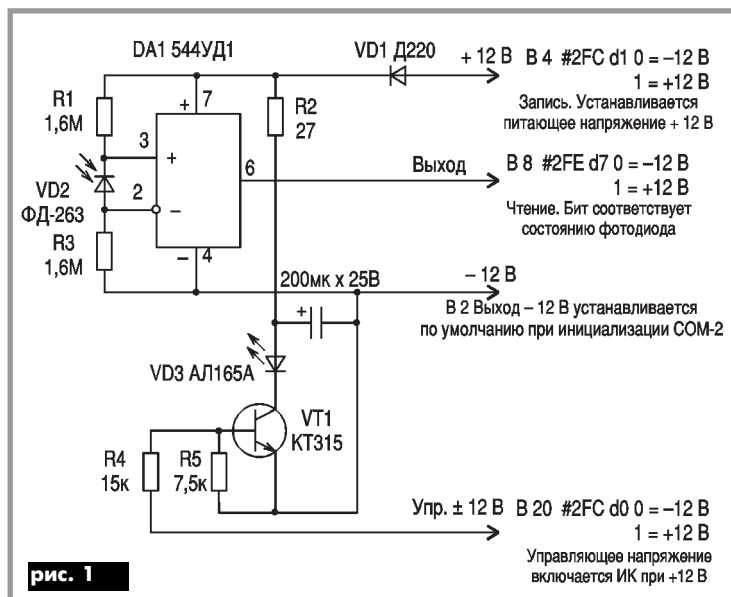 DA1 544УД1
VD1 Д220
+ 12 В
В 4 #2FC d1 0 = –12 В
1 = +12 В
Запись. Устанавливается
питающее напряжение + 12 В
R1
1,6М
+
7
R2
27
3
+
2
–
6
VD2
ФД-263
Выход
В 8 #2FE d7 0 = –12 В
1 = +12 В
Чтение. Бит соответствует
состоянию фотодиода
R3
1,6М
–
4
200мк х 25В
– 12 В
В 2 Выход – 12 В устанавливается
по умолчанию при инициализации COM-2
+
VD3 АЛ165А
VT1
КТ315
R4
15к
R5
7,5к
Упр. ± 12 В
В 20 #2FC d0 0 = –12 В
1 = +12 В
Управляющее напряжение
включается ИК при +12 В
рис. 1